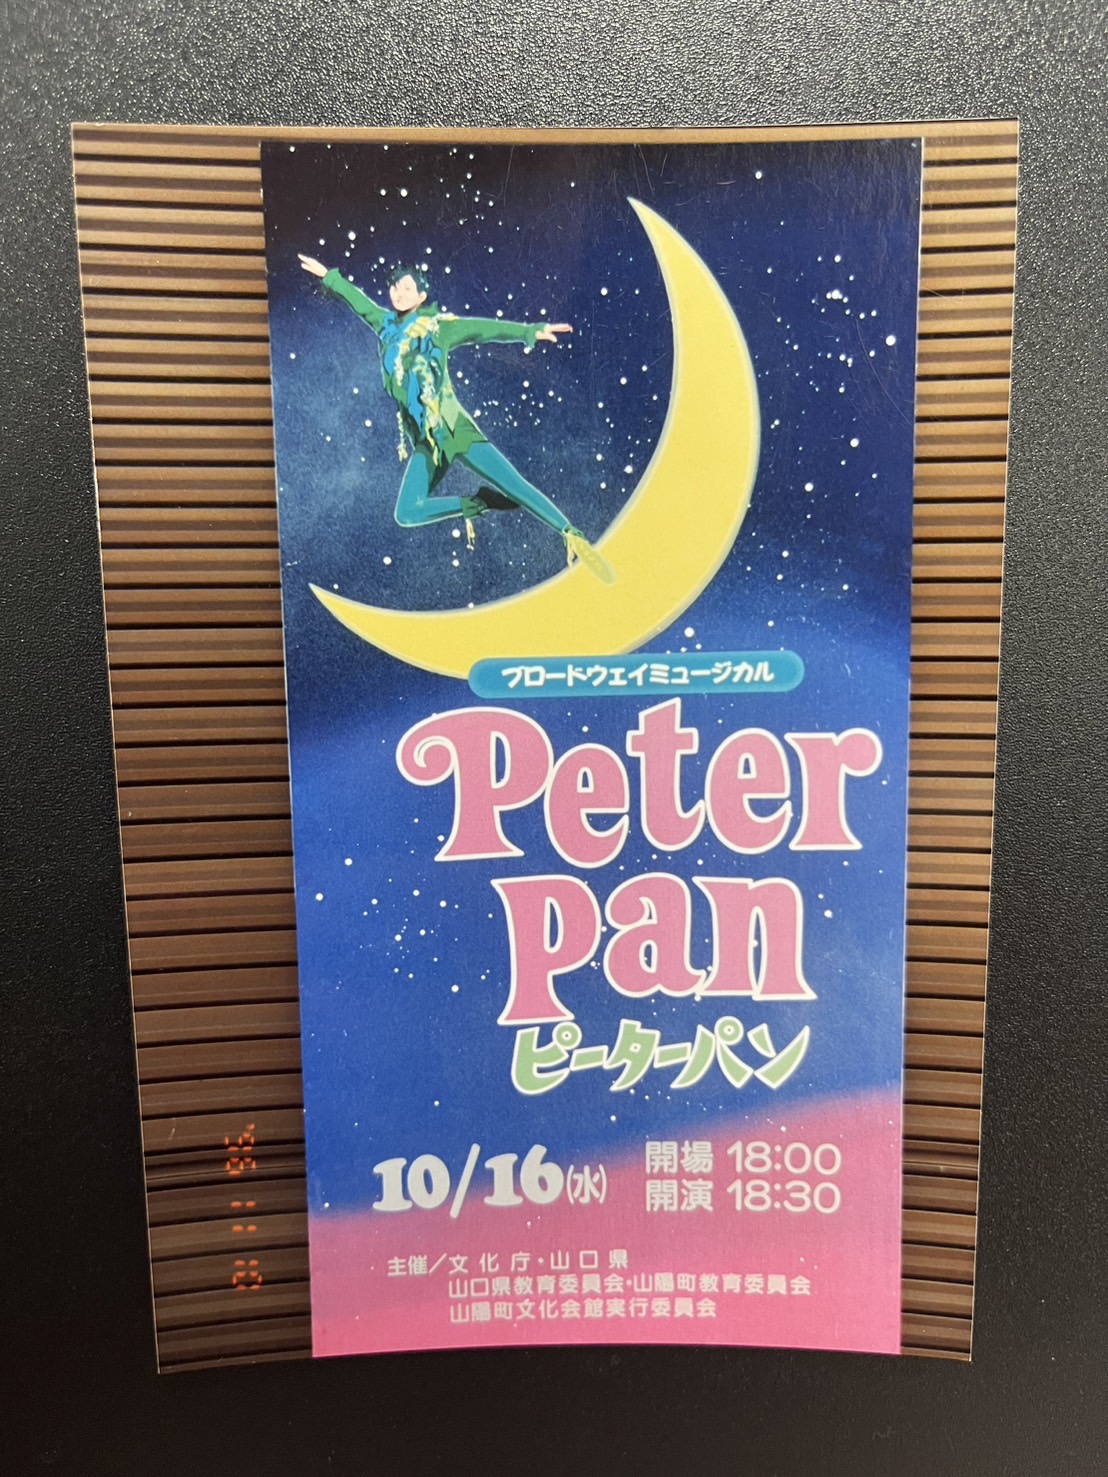 ブロードウェイミュージカル
Peter
pan
ピーターパン
10/16(水) 開場 18:00
開演 18:30
主催/文化庁・山口県
山口県教育委員会・山陽町教育委員会
山陽町文化会館実行委員会